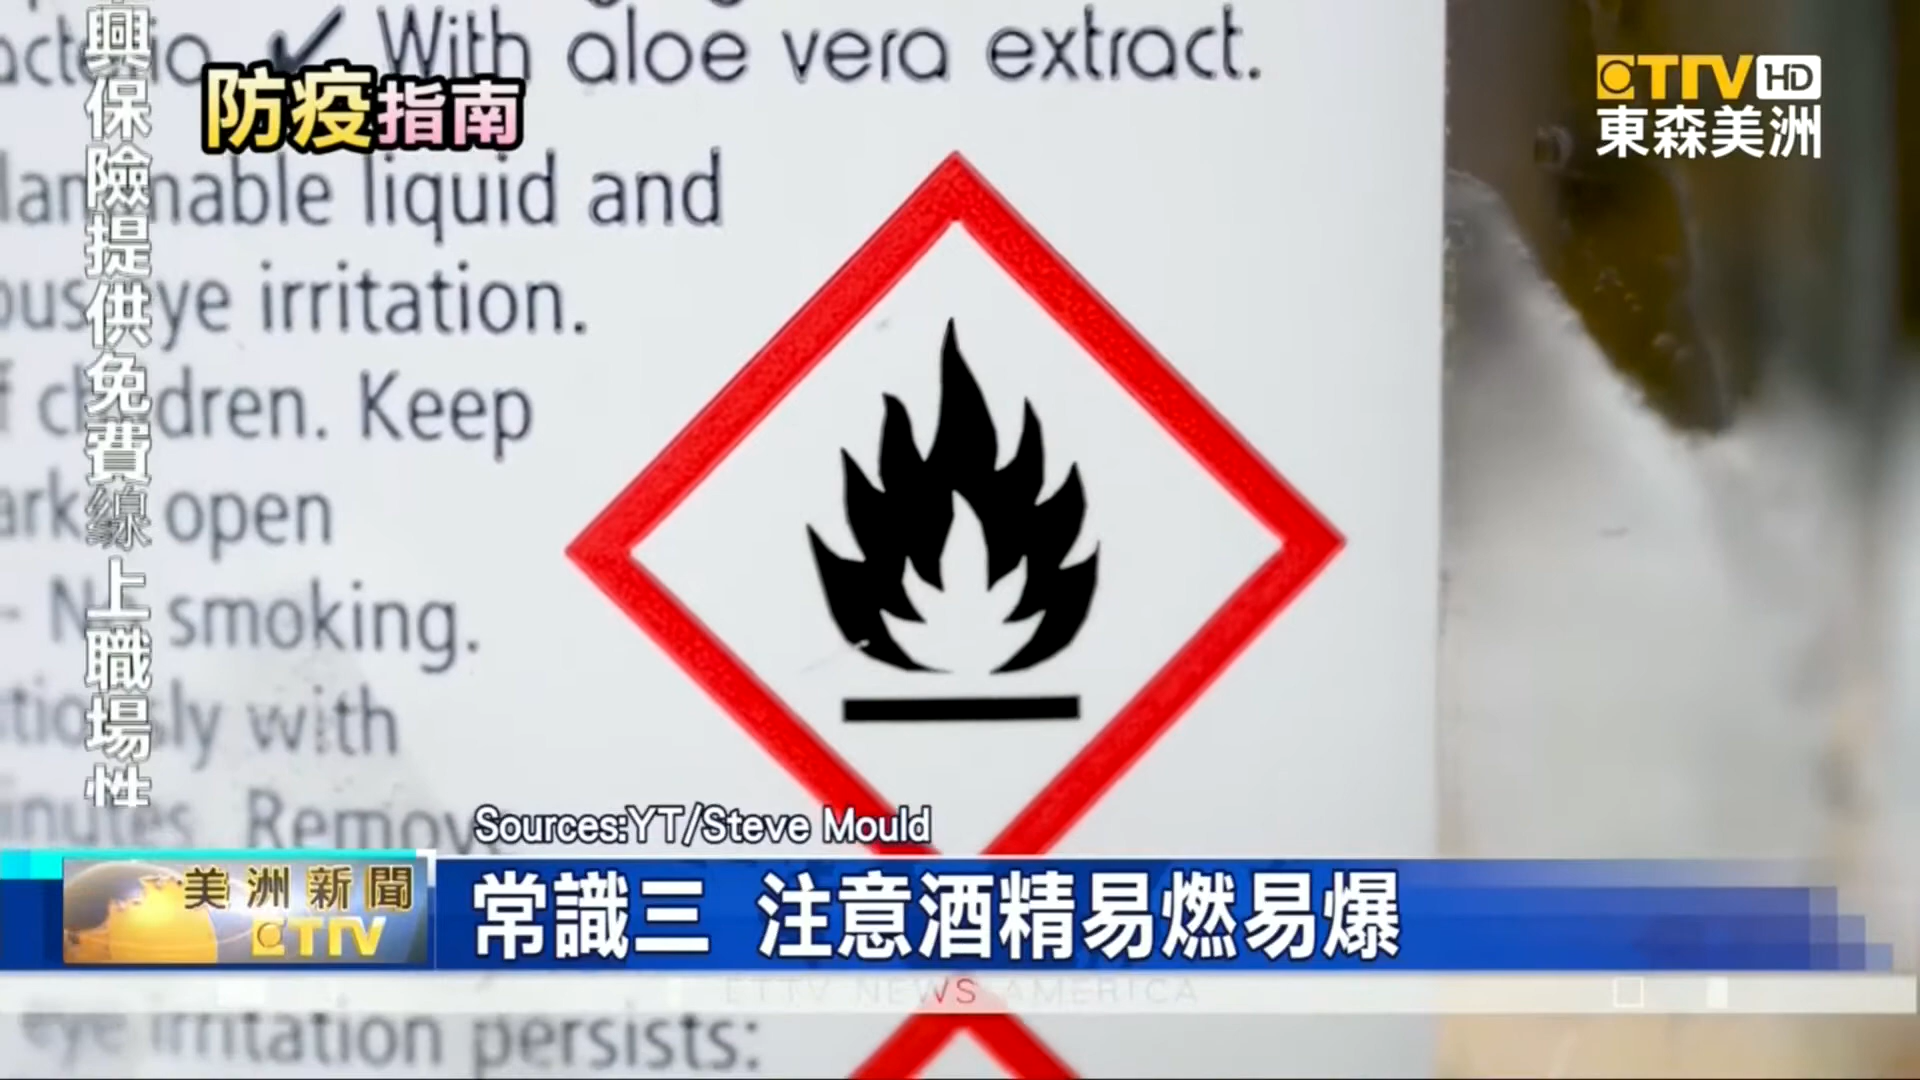 ✓ With aloe vera extract.
防疫指南
ETTV HD
東森美洲
liquid and
irritation.
Keep
open
smoking.
with
Remov
興保險提供免費線上職場性
Sources:YT/Steve Mould
美洲新聞
ETTV
常識三 注意酒精易燃易爆
ETTV NEWS AMERICA
eye irritation persists: